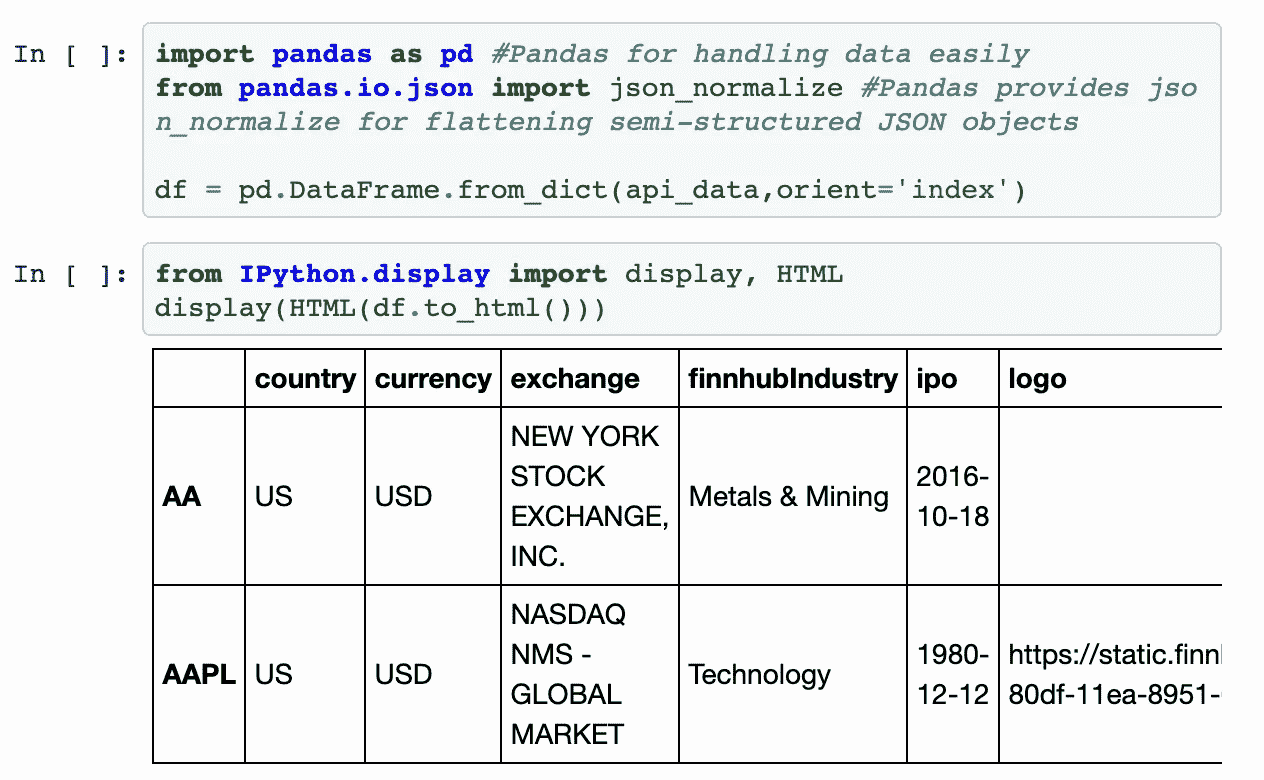 In [ ]: import pandas as pd #Pandas for handling data easily
from pandas.io.json import json_normalize #Pandas provides jso
n_normalize for flattening semi-structured JSON objects
df = pd.DataFrame.from_dict(api_data,orient='index')
In [ ]: from IPython.display import display, HTML
display(HTML(df.to_html()))
country currency exchange finnhubIndustry ipo logo
AA US USD NEW YORK STOCK EXCHANGE, INC. Metals & Mining 2016-10-18
AAPL US USD NASDAQ NMS - GLOBAL MARKET Technology 1980-12-12 https://static.finn 80df-11ea-8951-